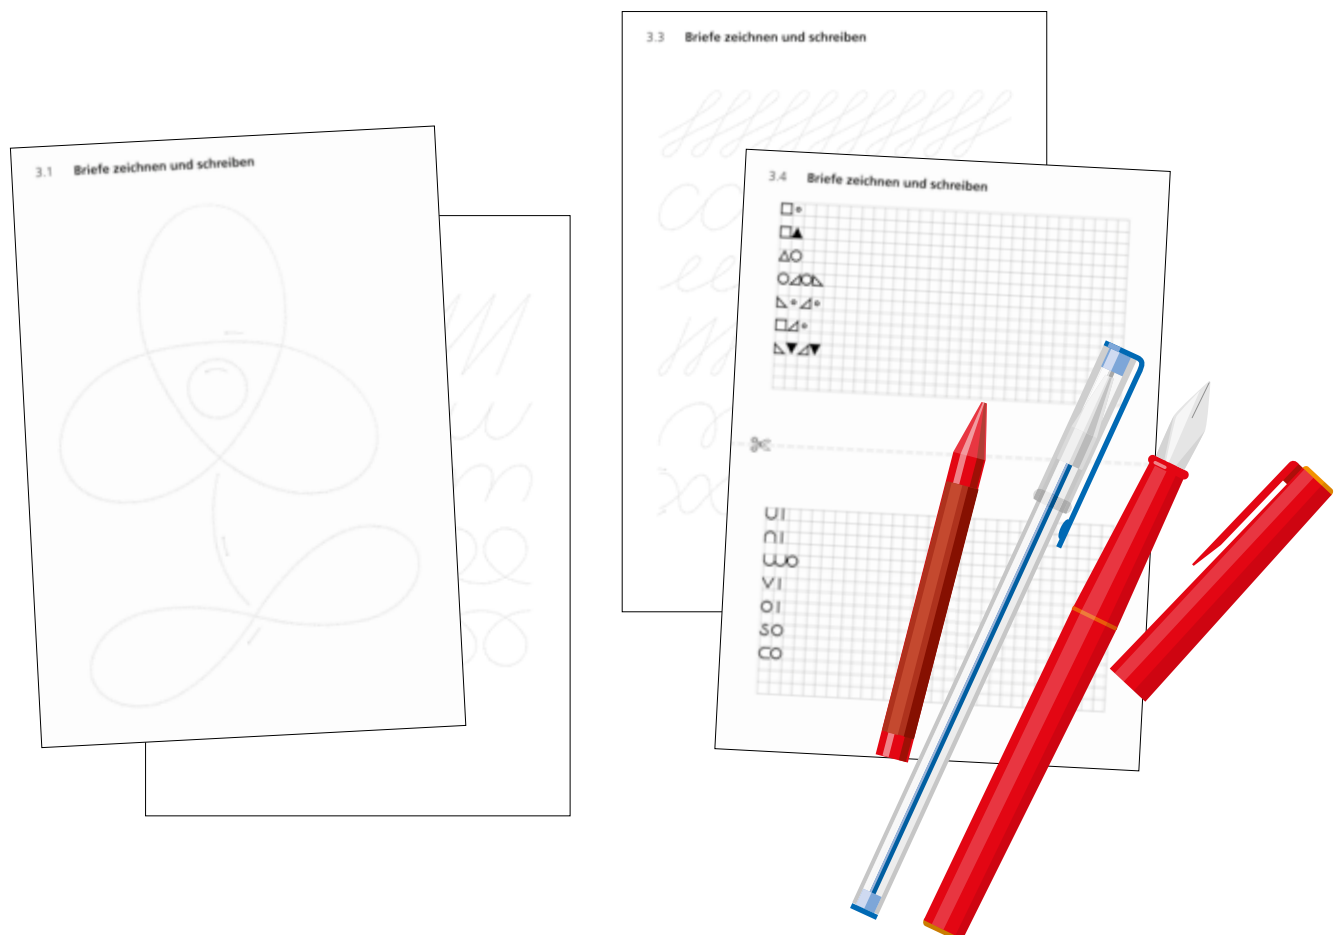 3.1 Briefe zeichnen und schreiben
3.3 Briefe zeichnen und schreiben
3.4 Briefe zeichnen und schreiben